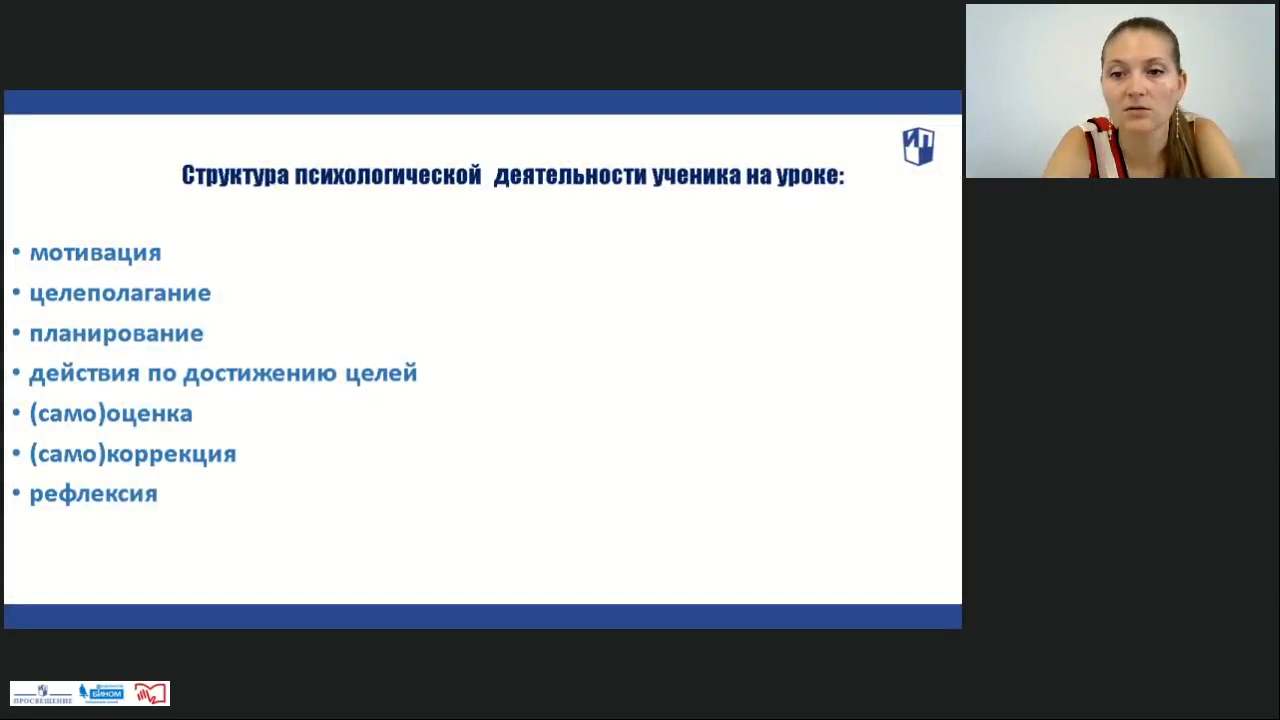 ИП
Структура психологической деятельности ученика на уроке:
• мотивация
• целеполагание
• планирование
• действия по достижению целей
• (само)оценка
• (само)коррекция
• рефлексия
ПРОСВЕЩЕНИЕ
БИНОМ